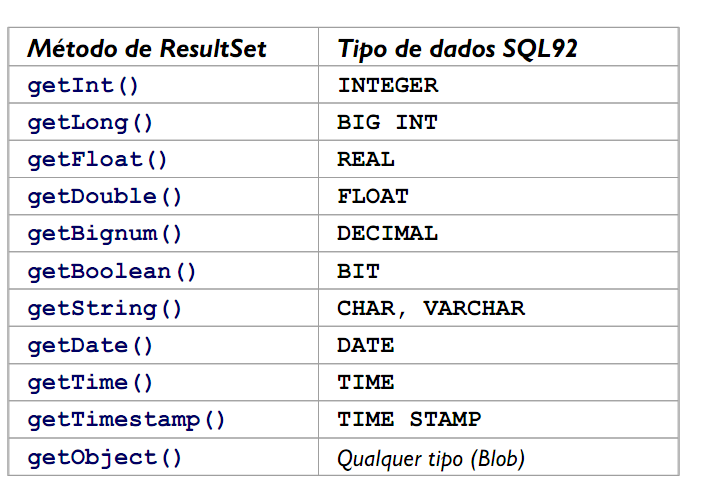 Método de ResultSet Tipo de dados SQL92
getInt() INTEGER
getLong() BIG INT
getFloat() REAL
getDouble() FLOAT
getBignum() DECIMAL
getBoolean() BIT
getString() CHAR, VARCHAR
getDate() DATE
getTime() TIME
getTimestamp() TIME STAMP
getObject() Qualquer tipo (Blob)